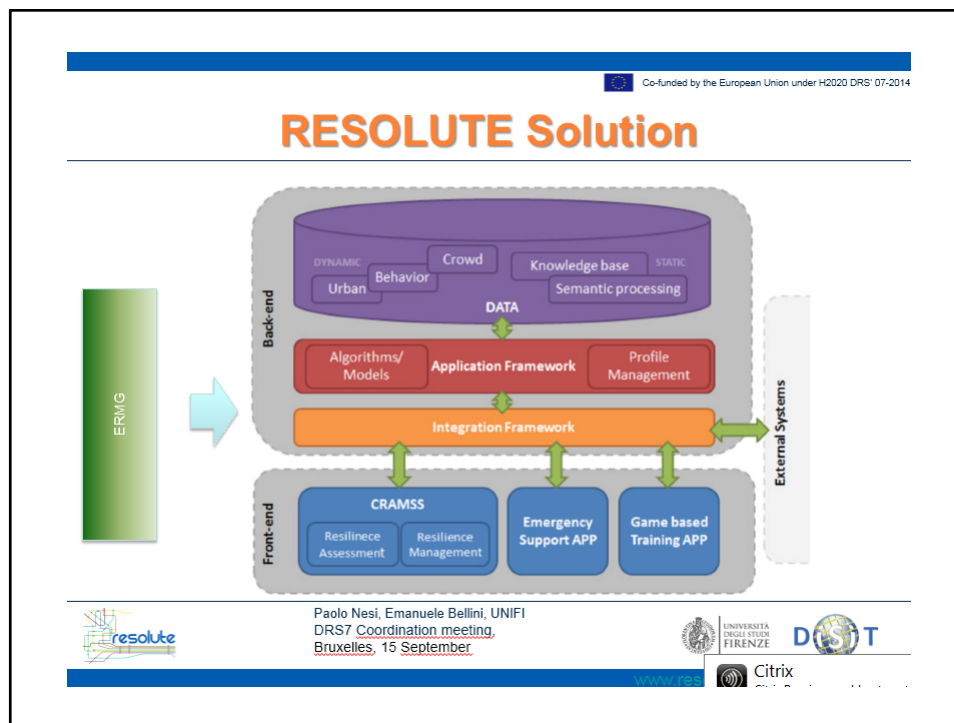 Co-funded by the European Union under H2020 DRS' 07-2014
RESOLUTE Solution
ERMG
Back-end
DYNAMIC
STATIC
Crowd
Behavior
Urban
Knowledge base
Semantic processing
DATA
Algorithms/
Models
Application Framework
Profile
Management
Integration Framework
External Systems
Front-end
CRAMSS
Resilinece
Assessment
Resilience
Management
Emergency
Support APP
Game based
Training APP
resolute
Paolo Nesi, Emanuele Bellini, UNIFI
DRS7 Coordination meeting,
Bruxelles, 15 September
UNIVERSITÀ
DEGLI STUDI
FIRENZE
DISIT
www.res
Citrix